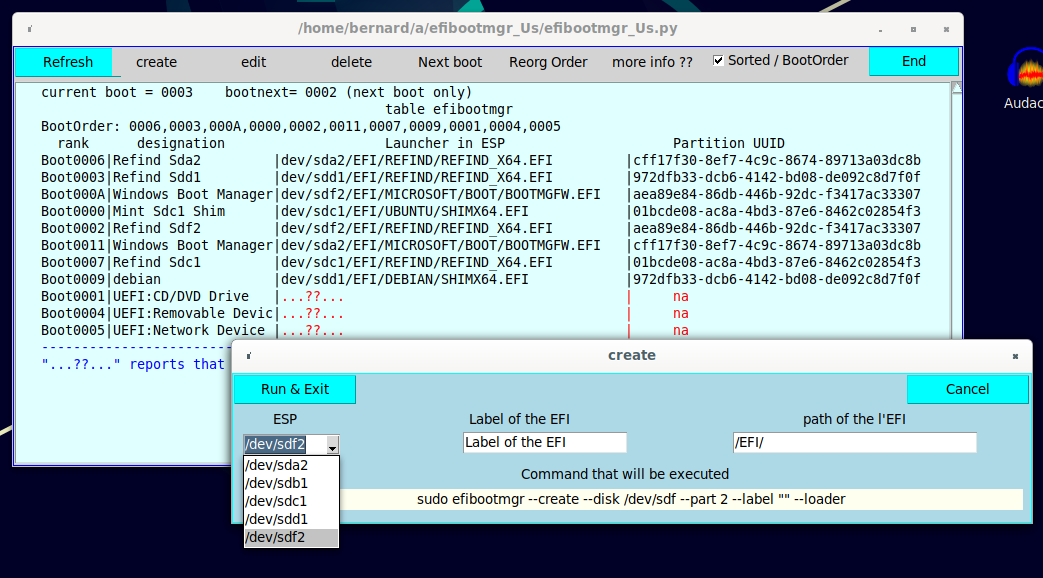 /home/bernard/a/efibootmgr_Us/efibootmgr_Us.py
Refresh create edit delete Next boot Reorg Order more info ?? Sorted / BootOrder End
current boot = 0003 bootnext= 0002 (next boot only)
table efibootmgr
BootOrder: 0006,0003,000A,0000,0002,0011,0007,0009,0001,0004,0005
rank designation Launcher in ESP Partition UUID
Boot0006|Refind Sda2 |dev/sda2/EFI/REFIND/REFIND_X64.EFI |cff17f30-8ef7-4c9c-8674-89713a03dc8b
Boot0003|Refind Sdd1 |dev/sdd1/EFI/REFIND/REFIND_X64.EFI |972dfb33-dcb6-4142-bd08-de092c8d7f0f
Boot000A|Windows Boot Manager|dev/sdf2/EFI/MICROSOFT/BOOT/BOOTMGFW.EFI |aea89e84-86db-446b-92dc-f3417ac33307
Boot0000|Mint Sdc1 Shim |dev/sdc1/EFI/UBUNTU/SHIMX64.EFI |01bcde08-ac8a-4bd3-87e6-8462c02854f3
Boot0002|Refind Sdf2 |dev/sdf2/EFI/REFIND/REFIND_X64.EFI |aea89e84-86db-446b-92dc-f3417ac33307
Boot0011|Windows Boot Manager|dev/sda2/EFI/MICROSOFT/BOOT/BOOTMGFW.EFI |cff17f30-8ef7-4c9c-8674-89713a03dc8b
Boot0007|Refind Sdc1 |dev/sdc1/EFI/REFIND/REFIND_X64.EFI |01bcde08-ac8a-4bd3-87e6-8462c02854f3
Boot0009|debian |dev/sdd1/EFI/DEBIAN/SHIMX64.EFI |972dfb33-dcb6-4142-bd08-de092c8d7f0f
Boot0001|UEFI:CD/DVD Drive |...??... | na
Boot0004|UEFI:Removable Devic|...??... | na
Boot0005|UEFI:Network Device |...??... | na
"...??..." reports that
Audac
create
Run & Exit Cancel
ESP Label of the EFI path of the l'EFI
/dev/sdf2 Label of the EFI /EFI/
/dev/sda2
/dev/sdb1
/dev/sdc1
/dev/sdd1
/dev/sdf2
Command that will be executed
sudo efibootmgr --create --disk /dev/sdf --part 2 --label "" --loader